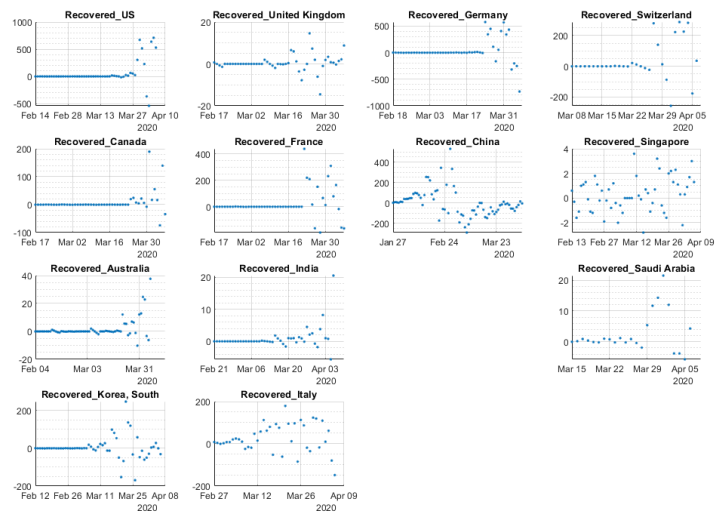 Recovered_US
1000
500
0
-500
Feb 14 Feb 28 Mar 13 Mar 27 Apr 10
2020
Recovered_United Kingdom
20
0
-20
Feb 17 Mar 02 Mar 16 Mar 30
2020
Recovered_Germany
500
0
-500
-1000
Feb 18 Mar 03 Mar 17 Mar 31
2020
Recovered_Switzerland
200
0
-200
Mar 08 Mar 15 Mar 22 Mar 29 Apr 05
2020
Recovered_Canada
200
100
0
-100
Feb 17 Mar 02 Mar 16 Mar 30
2020
Recovered_France
400
200
0
-200
Feb 17 Mar 02 Mar 16 Mar 30
2020
Recovered_China
400
200
0
-200
Jan 27 Feb 24 Mar 23
2020
Recovered_Singapore
4
2
0
-2
Feb 13 Feb 27 Mar 12 Mar 26 Apr 09
2020
Recovered_Australia
40
20
0
-20
Feb 04 Mar 03 Mar 31
2020
Recovered_India
20
10
0
Feb 21 Mar 06 Mar 20 Apr 03
2020
Recovered_Saudi Arabia
20
10
0
Mar 15 Mar 22 Mar 29 Apr 05
2020
Recovered_Korea, South
200
0
-200
Feb 12 Feb 26 Mar 11 Mar 25 Apr 08
2020
Recovered_Italy
200
0
-200
Feb 27 Mar 12 Mar 26 Apr 09
2020